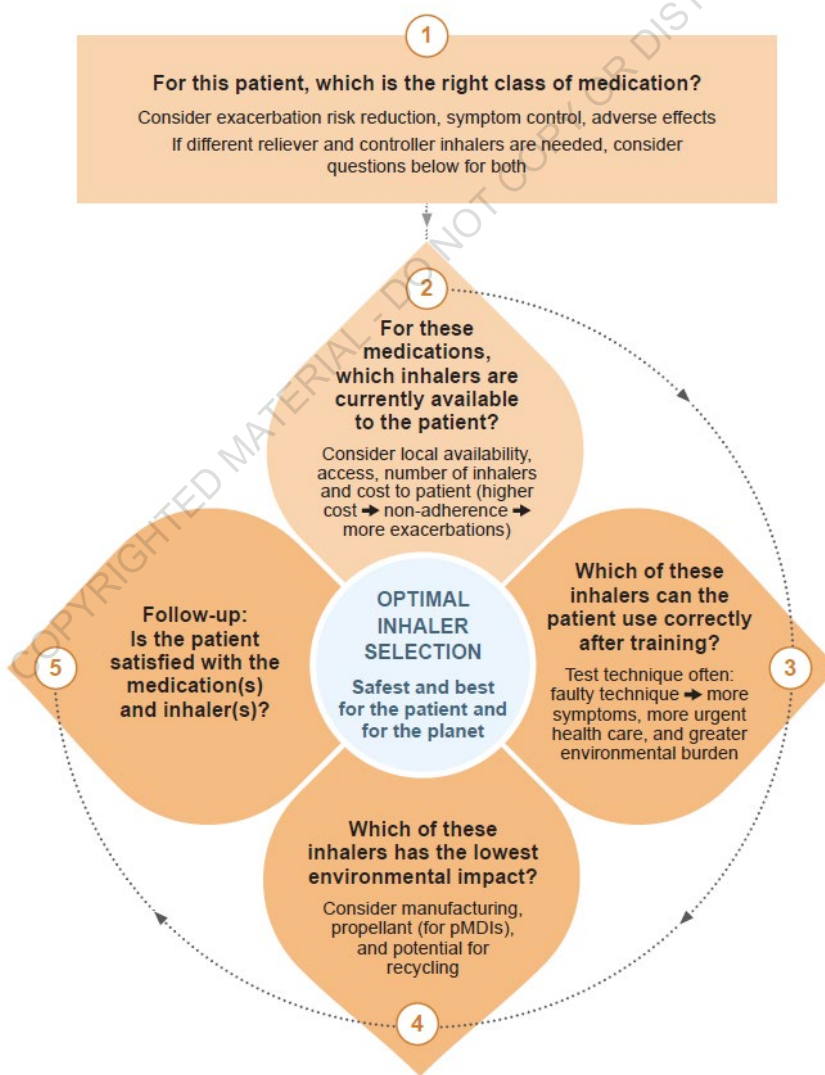 1
For this patient, which is the right class of medication?
Consider exacerbation risk reduction, symptom control, adverse effects
If different reliever and controller inhalers are needed, consider
questions below for both
2
For these
medications,
which inhalers are
currently available
to the patient?
Consider local availability,
access, number of inhalers
and cost to patient (higher
cost ➔ non-adherence ➔
more exacerbations)
OPTIMAL
INHALER
SELECTION
Safest and best
for the patient and
for the planet
3
Which of these
inhalers can the
patient use correctly
after training?
Test technique often:
faulty technique ➔ more
symptoms, more urgent
health care, and greater
environmental burden
Which of these
inhalers has the lowest
environmental impact?
Consider manufacturing,
propellant (for pMDIs),
and potential for
recycling
4
5
Follow-up:
Is the patient
satisfied with the
medication(s)
and inhaler(s)?
COPYRIGHTED MATERIAL - DO NOT COPY OR DIST